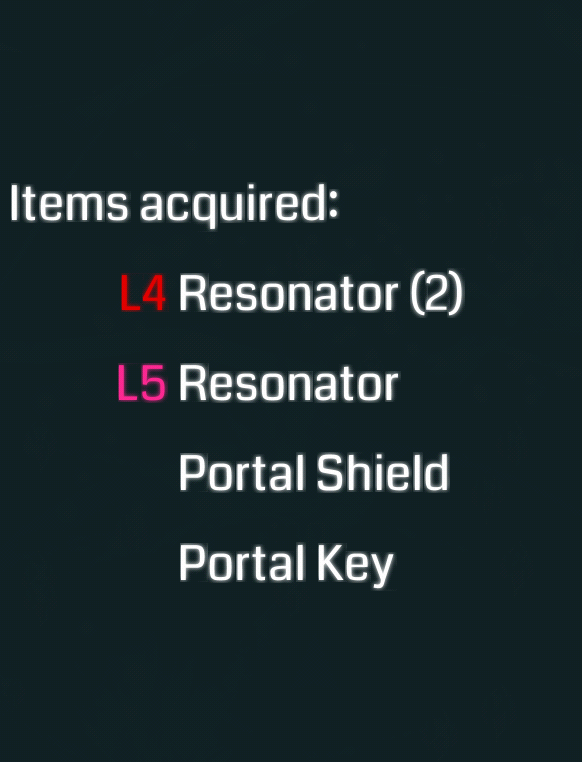 Items acquired:
L4 Resonator (2)
L5 Resonator
Portal Shield
Portal Key